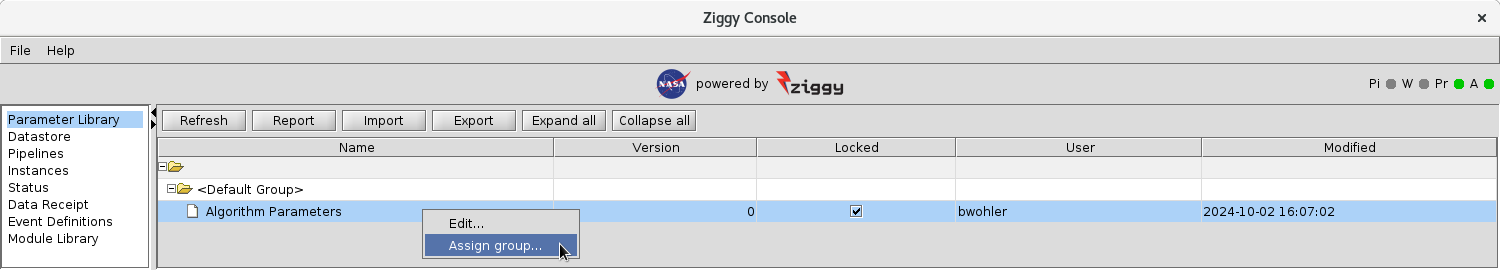 Ziggy Console
File Help
NASA powered by ziggy
Pi W Pr A
Parameter Library
Datastore
Pipelines
Instances
Status
Data Receipt
Event Definitions
Module Library
Refresh Report Import Export Expand all Collapse all
Name Version Locked User Modified
<Default Group>
Algorithm Parameters 0 bwohler 2024-10-02 16:07:02
Edit...
Assign group...